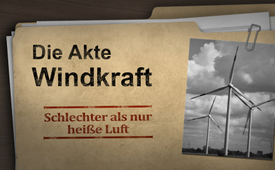 Die Akte
Windkraft
Schlechter als nur
heiße Luft